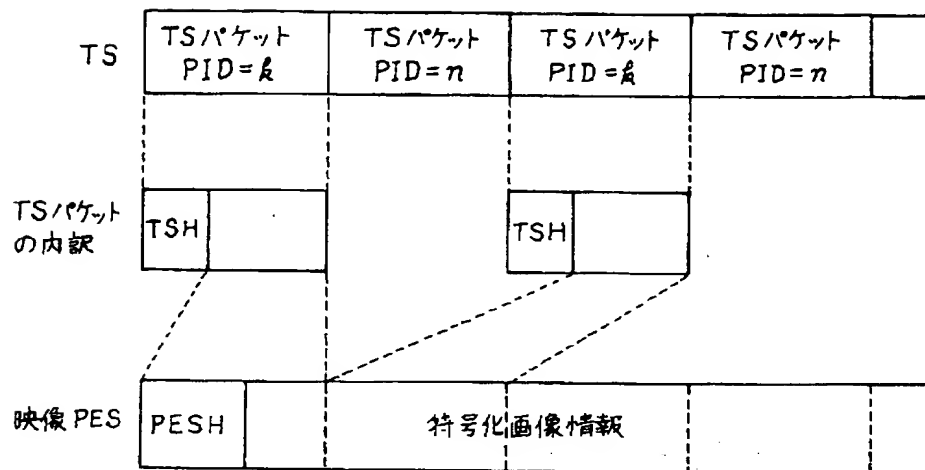 TS
TSパケット
PID=k
TSパケット
PID=n
TSパケット
PID=k
TSパケット
PID=n
TSパケット
の内訳
TSH
TSH
映像PES
PESH
符号化画像情報